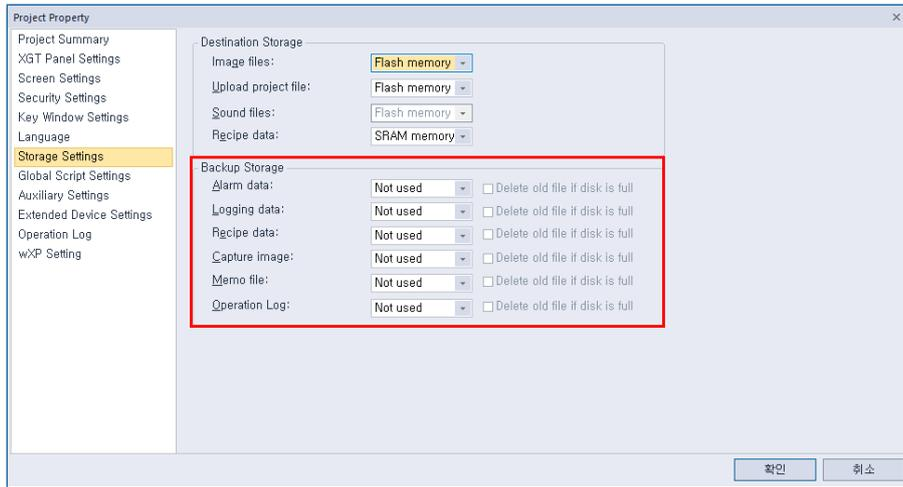 Project Property
Project Summary
XGT Panel Settings
Screen Settings
Security Settings
Key Window Settings
Language
Storage Settings
Global Script Settings
Auxiliary Settings
Extended Device Settings
Operation Log
wXP Setting
Destination Storage
Image files: Flash memory
Upload project file: Flash memory
Sound files: Flash memory
Recipe data: SRAM memory
Backup Storage
Alarm data: Not used Delete old file if disk is full
Logging data: Not used Delete old file if disk is full
Recipe data: Not used Delete old file if disk is full
Capture image: Not used Delete old file if disk is full
Memo file: Not used Delete old file if disk is full
Operation Log: Not used Delete old file if disk is full
확인 취소